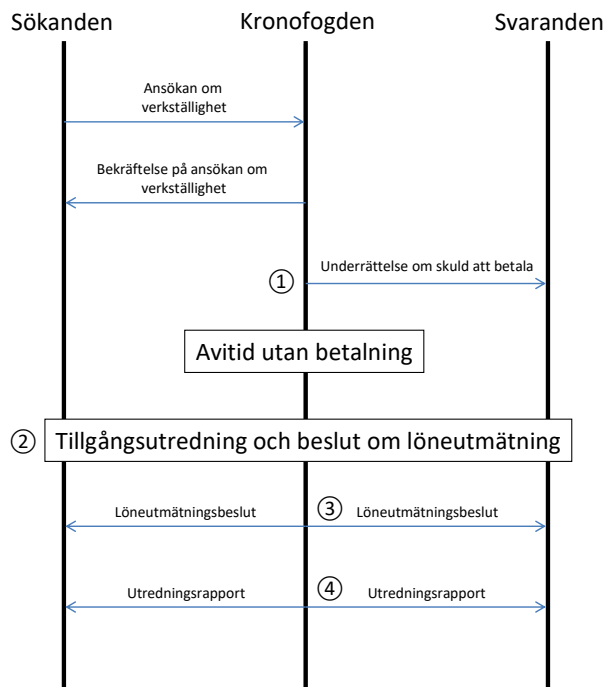 Sökanden Kronofogden Svaranden
Ansökan om
verkställighet
Bekräftelse på ansökan om
verkställighet
① Underrättelse om skuld att betala
Avitid utan betalning
② Tillgångsutredning och beslut om löneutmätning
Löneutmätningsbeslut ③ Löneutmätningsbeslut
Utredningsrapport ④ Utredningsrapport